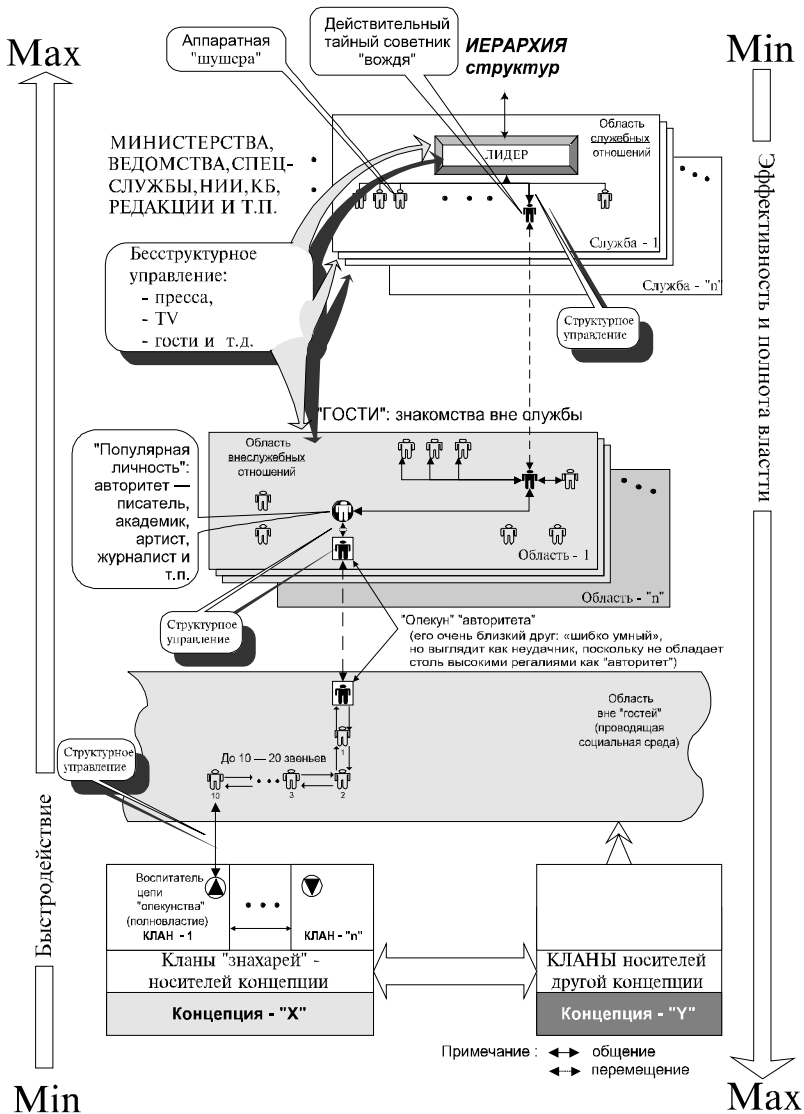 Max
Аппаратная
"шушера"
Действительный
тайный советник
"вождя"
ИЕРАРХИЯ
структур
Min
МИНИСТЕРСТВА,
ВЕДОМСТВА,СПЕЦ-
СЛУЖБЫ,НИИ,КБ,
РЕДАКЦИИ И Т.П.
Область
служебных
отношений
ЛИДЕР
Служба - 1
Служба - "n"
Бесструктурное
управление:
- пресса,
- TV
- гости и т.д.
Структурное
управление
"ГОСТИ": знакомства вне службы
"Популярная
личность":
авторитет —
писатель,
академик,
артист,
журналист и
т.п.
Область
внеслужебных
отношений
Область - 1
Область - "n"
Структурное
управление
"Опекун" "авторитета"
(его очень близкий друг: «шибко умный»,
но выглядит как неудачник, поскольку не обладает
столь высокими регалиями как "авторитет")
Область
вне "гостей"
(проводящая
социальная среда)
Структурное
управление
До 10 — 20 звеньев
1
10
3
2
Воспитатель
цепи
"опекунства"
(полновластие)
КЛАН - 1
КЛАН - "n"
Кланы "знахарей" -
носителей концепции
Концепция - "X"
КЛАНЫ носителей
другой концепции
Концепция - "Y"
Примечание : общение
перемещение
Быстродействие
Min
Эффективность и полнота властти
Max